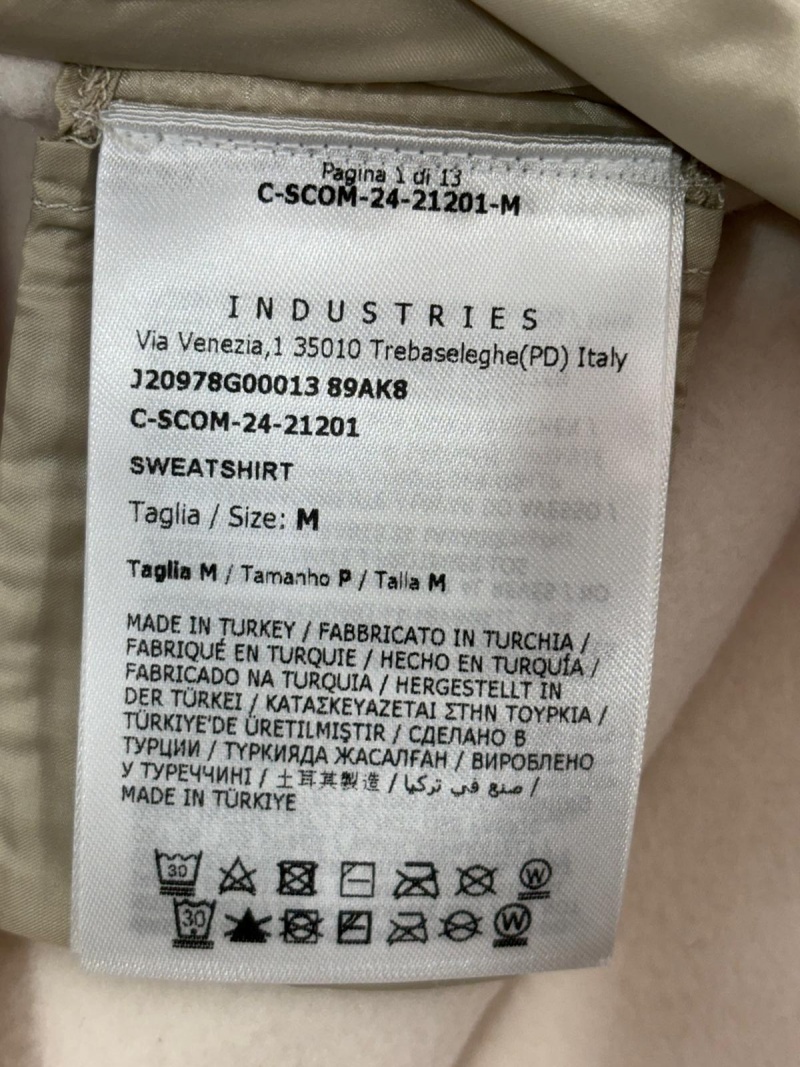 Pagina 1 di 13
C-SCOM-24-21201-M
INDUSTRIES
Via Venezia,1 35010 Trebaseleghe(PD) Italy
J20978G00013 89AK8
C-SCOM-24-21201
SWEATSHIRT
Taglia / Size: M
Taglia M / Tamanho P / Talla M
MADE IN TURKEY / FABBRICATO IN TURCHIA /
FABRIQUÉ EN TURQUIE / HECHO EN TURQUÍA /
FABRICADO NA TURQUIA / HERGESTELLT IN
DER TÜRKEI / ΚΑΤΑΣΚΕΥΑΖΕΤΑΙ ΣΤΗΝ ΤΟΥΡΚΙΑ /
TÜRKIYE'DE ÜRETILMIŞTIR / СДЕЛАНО В
ТУРЦИИ / ТҮРКИЯДА ЖАСАЛҒАН / ВИРОБЛЕНО
У ТУРЕЧЧИНІ / 土耳其製造 / صنع في تركيا /
MADE IN TÜRKIYE
30 W
30 W